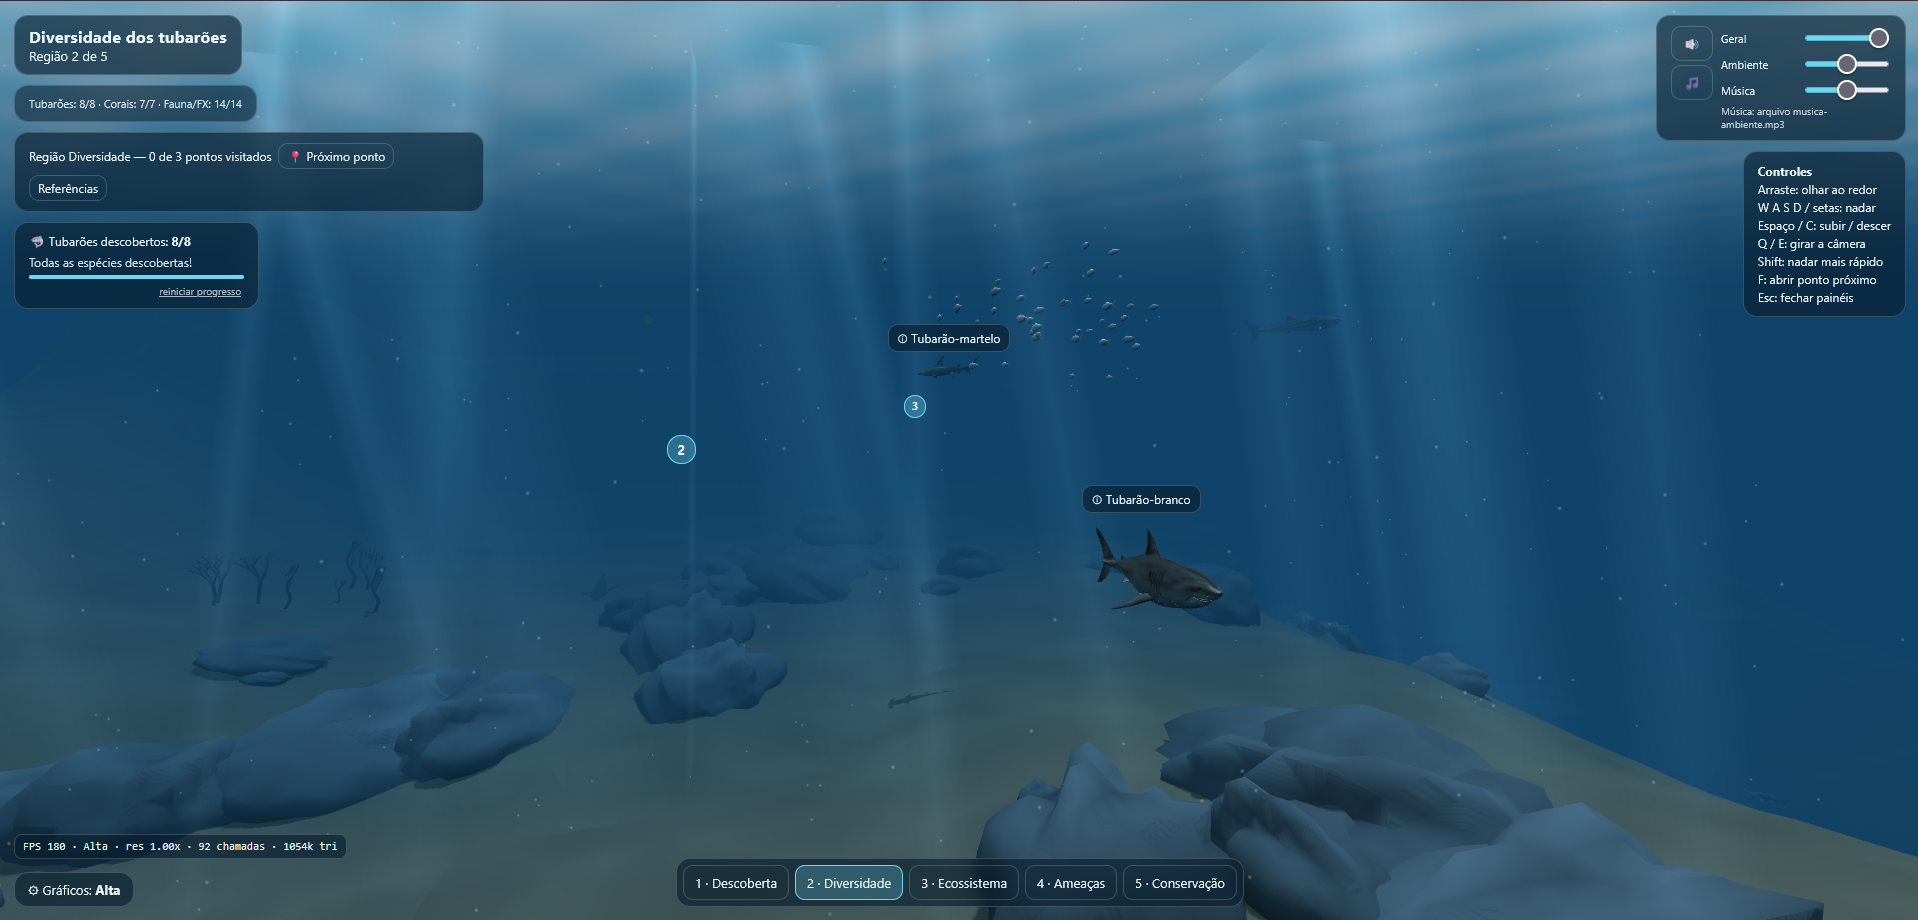 Diversidade dos tubarões
Região 2 de 5
Tubarões: 8/8 · Corais: 7/7 · Fauna/FX: 14/14
Região Diversidade — 0 de 3 pontos visitados
Próximo ponto
Referências
Tubarões descobertos: 8/8
Todas as espécies descobertas!
reiniciar progresso
Geral
Ambiente
Música
Música: arquivo musica-
ambiente.mp3
Controles
Arraste: olhar ao redor
W A S D / setas: nadar
Espaço / C: subir / descer
Q / E: girar a câmera
Shift: nadar mais rápido
F: abrir ponto próximo
Esc: fechar painéis
Tubarão-martelo
3
2
Tubarão-branco
FPS 180 · Alta · res 1.00x · 92 chamadas · 1054k tri
Gráficos: Alta
1 · Descoberta
2 · Diversidade
3 · Ecossistema
4 · Ameaças
5 · Conservação